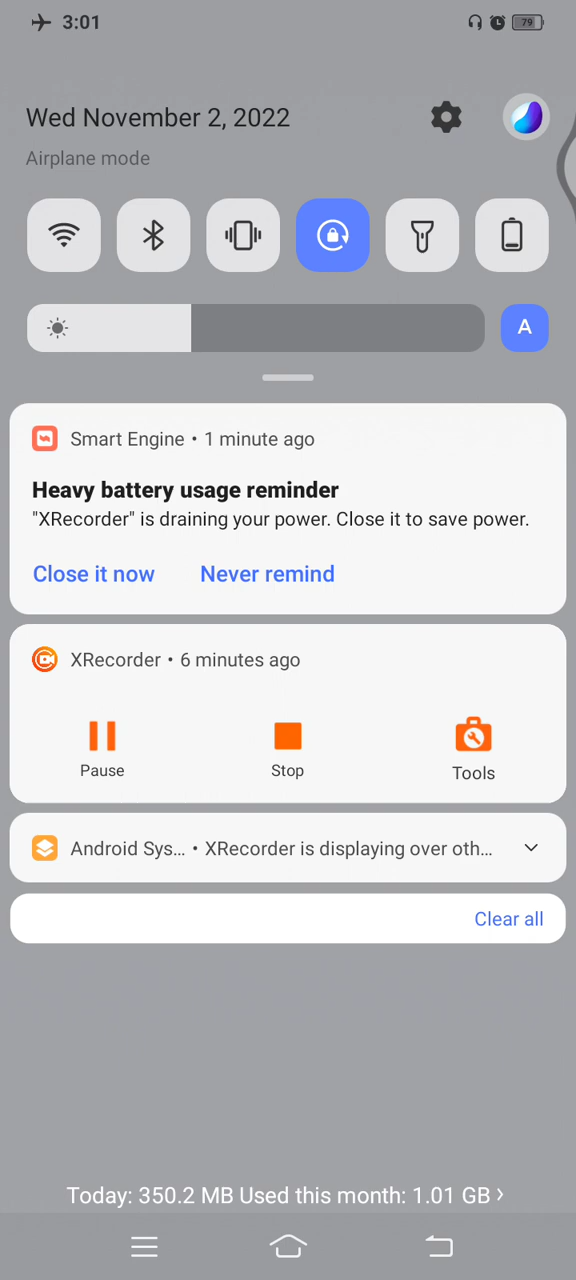 3:01
79
Wed November 2, 2022
Airplane mode
A
Smart Engine • 1 minute ago
Heavy battery usage reminder
"XRecorder" is draining your power. Close it to save power.
Close it now Never remind
XRecorder • 6 minutes ago
Pause Stop Tools
Android Sys... • XRecorder is displaying over oth...
Clear all
Today: 350.2 MB Used this month: 1.01 GB